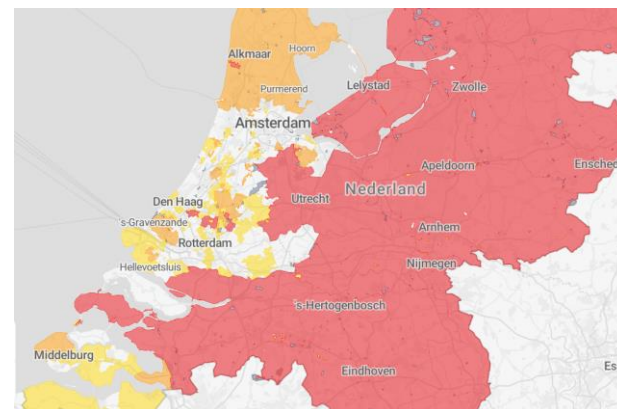 Hoorn
Alkmaar
Purmerend
Lelystad
Zwolle
Amsterdam
Apeldoorn
Nederland
Den Haag
Utrecht
's-Gravenzande
Rotterdam
Arnhem
Hellevoetsluis
Nijmegen
's-Hertogenbosch
Middelburg
Eindhoven